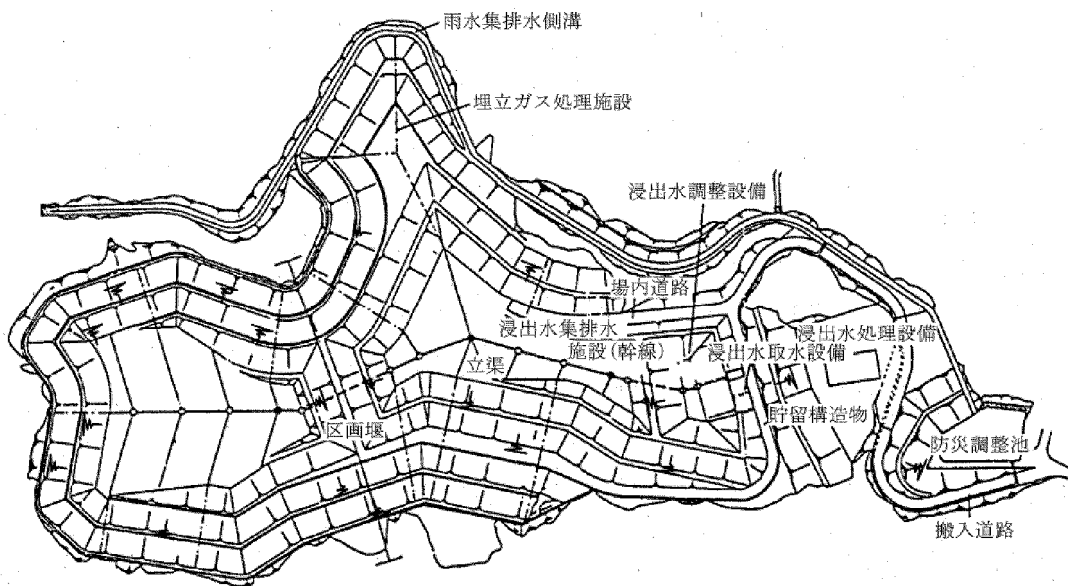 雨水集排水側溝
埋立ガス処理施設
浸出水調整設備
場内道路
浸出水集排水
施設(幹線)
浸出水処理設備
浸出水取水設備
立渠
貯留構造物
区画堰
防災調整池
搬入道路